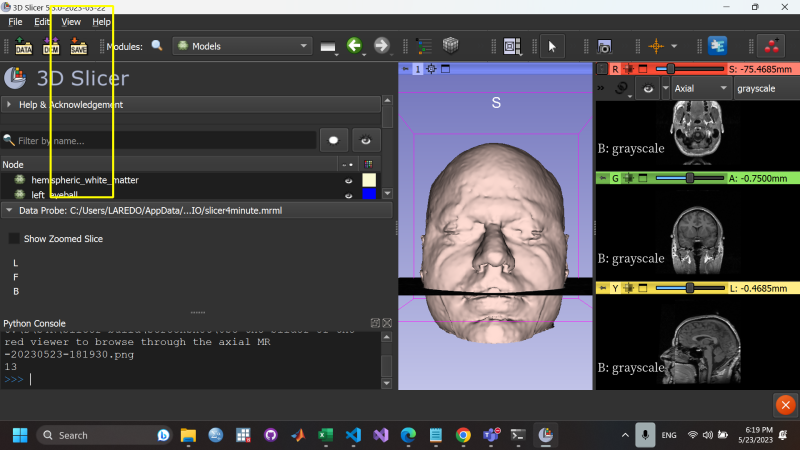 3D Slicer 5.3.0-2023-05-22
File Edit View Help
DATA DCM SAVE Modules: Models
3D Slicer
Help & Acknowledgement
Filter by name...
Node
hemispheric_white_matter
left_eyeball
Data Probe: C:/Users/LAREDO/AppData/...IO/slicer4minute.mrml
Show Zoomed Slice
L
F
B
Python Console
red viewer to browse through the axial MR
-20230523-181930.png
13
>>>
1
S
R S: -75.4685mm
Axial grayscale
B: grayscale
G A: -0.7500mm
B: grayscale
Y L: -0.4685mm
B: grayscale
Search
ENG
6:19 PM
5/23/2023